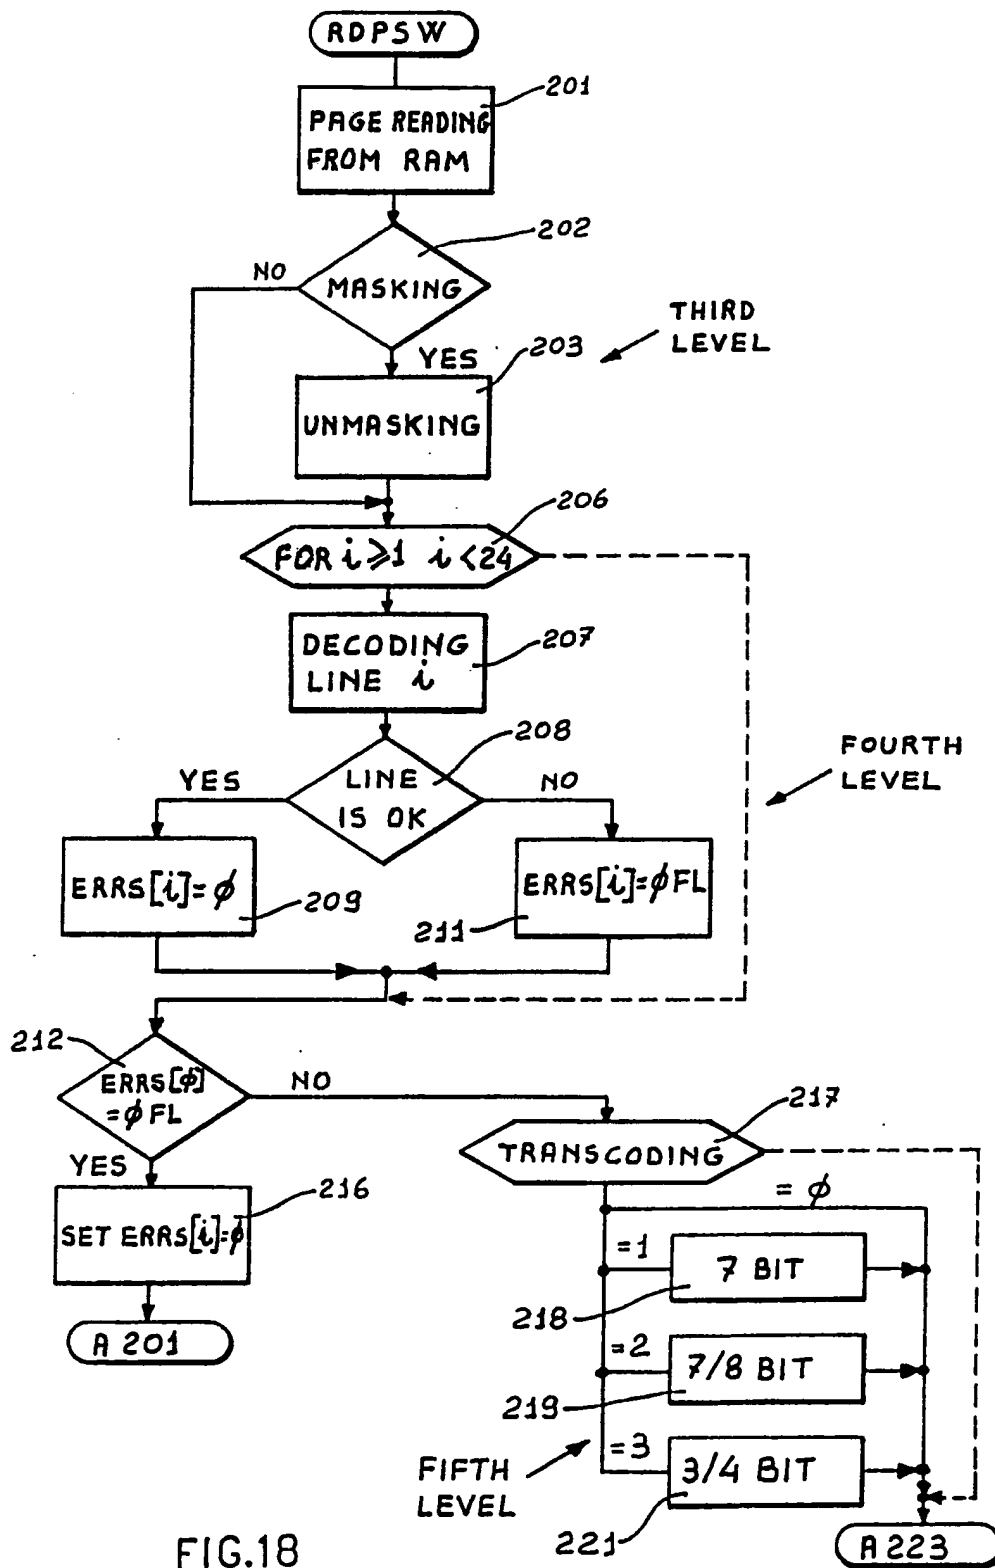 RDPSW
201
PAGE READING
FROM RAM
202
NO
MASKING
THIRD
LEVEL
YES
203
UNMASKING
206
FOR i ⩾1 i <24
DECODING
LINE i
207
208
YES
LINE
IS OK
NO
FOURTH
LEVEL
ERRS[i]=ϕ
209
ERRS[i]=ϕFL
211
212
ERRS[ϕ]
=ϕFL
NO
217
TRANSCODING
YES
216
SET ERRS[i]=ϕ
=ϕ
=1
7 BIT
218
A 201
=2
7/8 BIT
219
=3
3/4 BIT
FIFTH
LEVEL
221
A 223
FIG.18